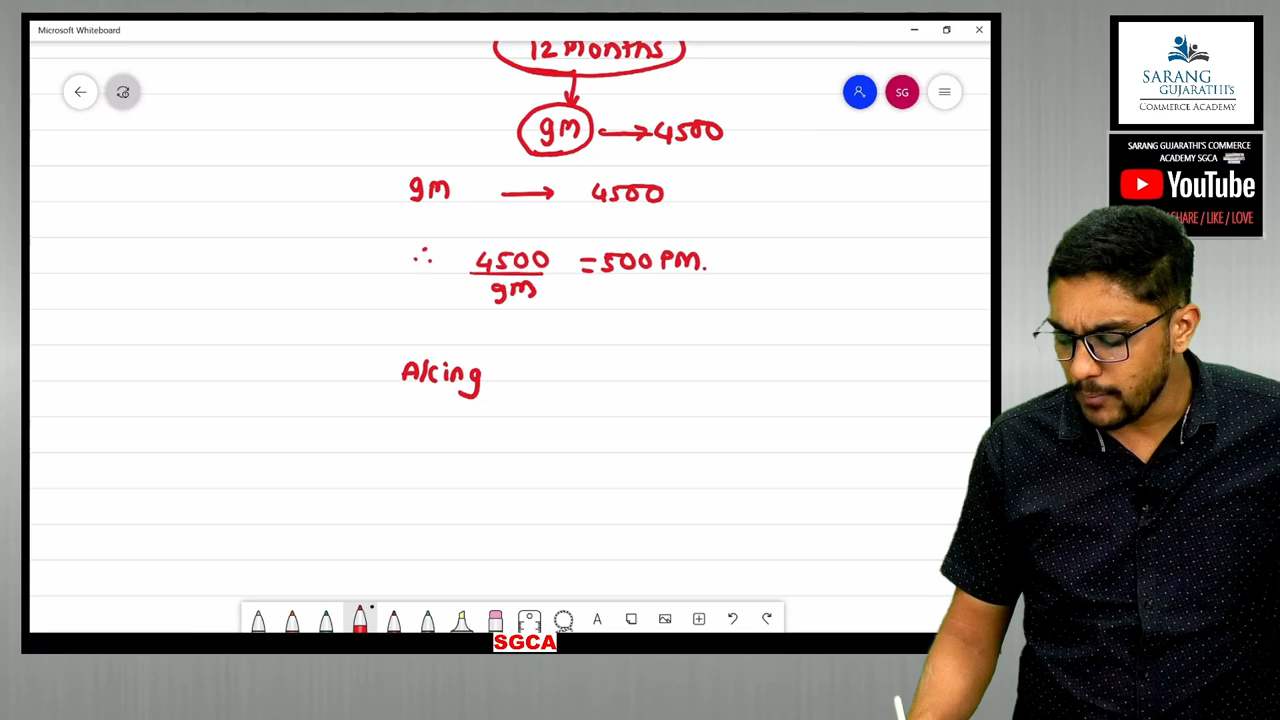 Microsoft Whiteboard
12 Months
9m → 4500
9m → 4500
∴ 4500
9m
= 500 PM.
A/cing
SG
A
SGCA
SARANG
GUJARATHI'S
COMMERCE ACADEMY
SARANG GUJARATHI'S COMMERCE
ACADEMY SGCA
YouTube
SHARE / LIKE / LOVE